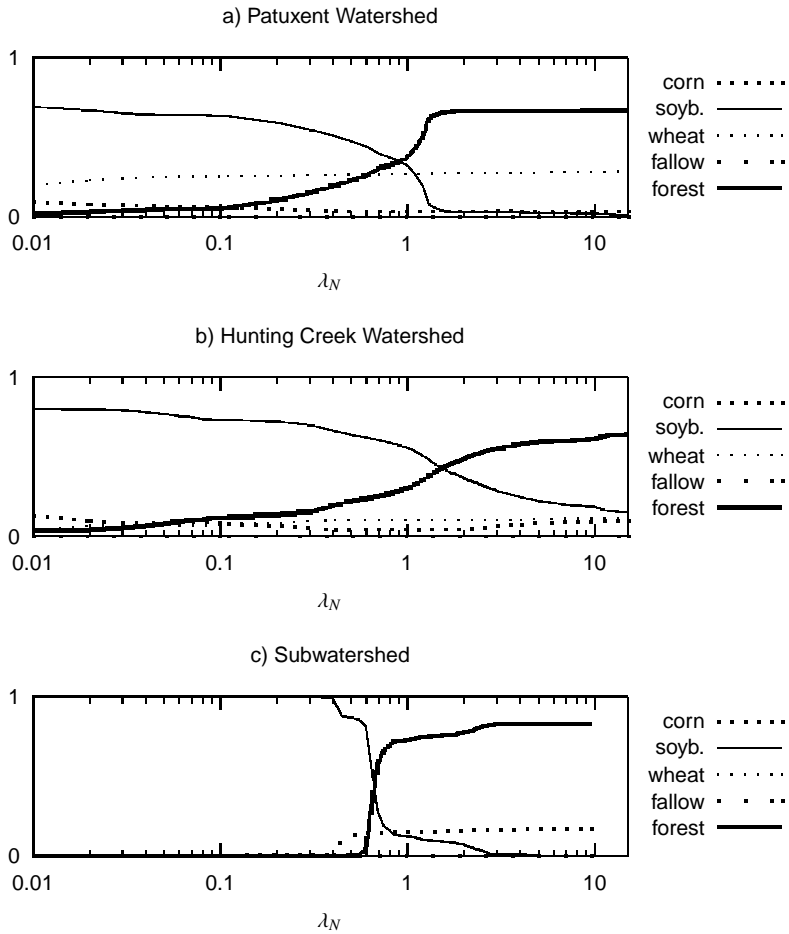 a) Patuxent Watershed
1
0
0.01
0.1
1
10
λN
corn
soyb.
wheat
fallow
forest
b) Hunting Creek Watershed
1
0
0.01
0.1
1
10
λN
corn
soyb.
wheat
fallow
forest
c) Subwatershed
1
0
0.01
0.1
1
10
λN
corn
soyb.
wheat
fallow
forest